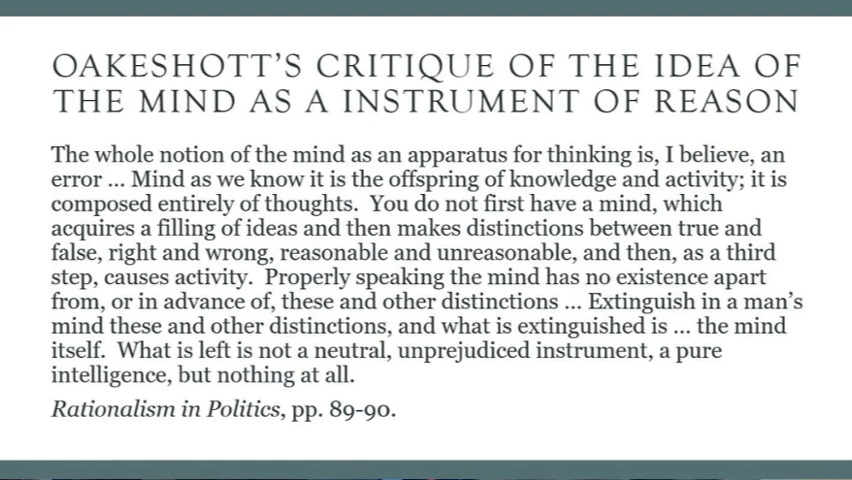 OAKESHOTT'S CRITIQUE OF THE IDEA OF
THE MIND AS A INSTRUMENT OF REASON
The whole notion of the mind as an apparatus for thinking is, I believe, an
error ... Mind as we know it is the offspring of knowledge and activity; it is
composed entirely of thoughts.  You do not first have a mind, which
acquires a filling of ideas and then makes distinctions between true and
false, right and wrong, reasonable and unreasonable, and then, as a third
step, causes activity.  Properly speaking the mind has no existence apart
from, or in advance of, these and other distinctions ... Extinguish in a man's
mind these and other distinctions, and what is extinguished is ... the mind
itself.  What is left is not a neutral, unprejudiced instrument, a pure
intelligence, but nothing at all.
Rationalism in Politics, pp. 89-90.